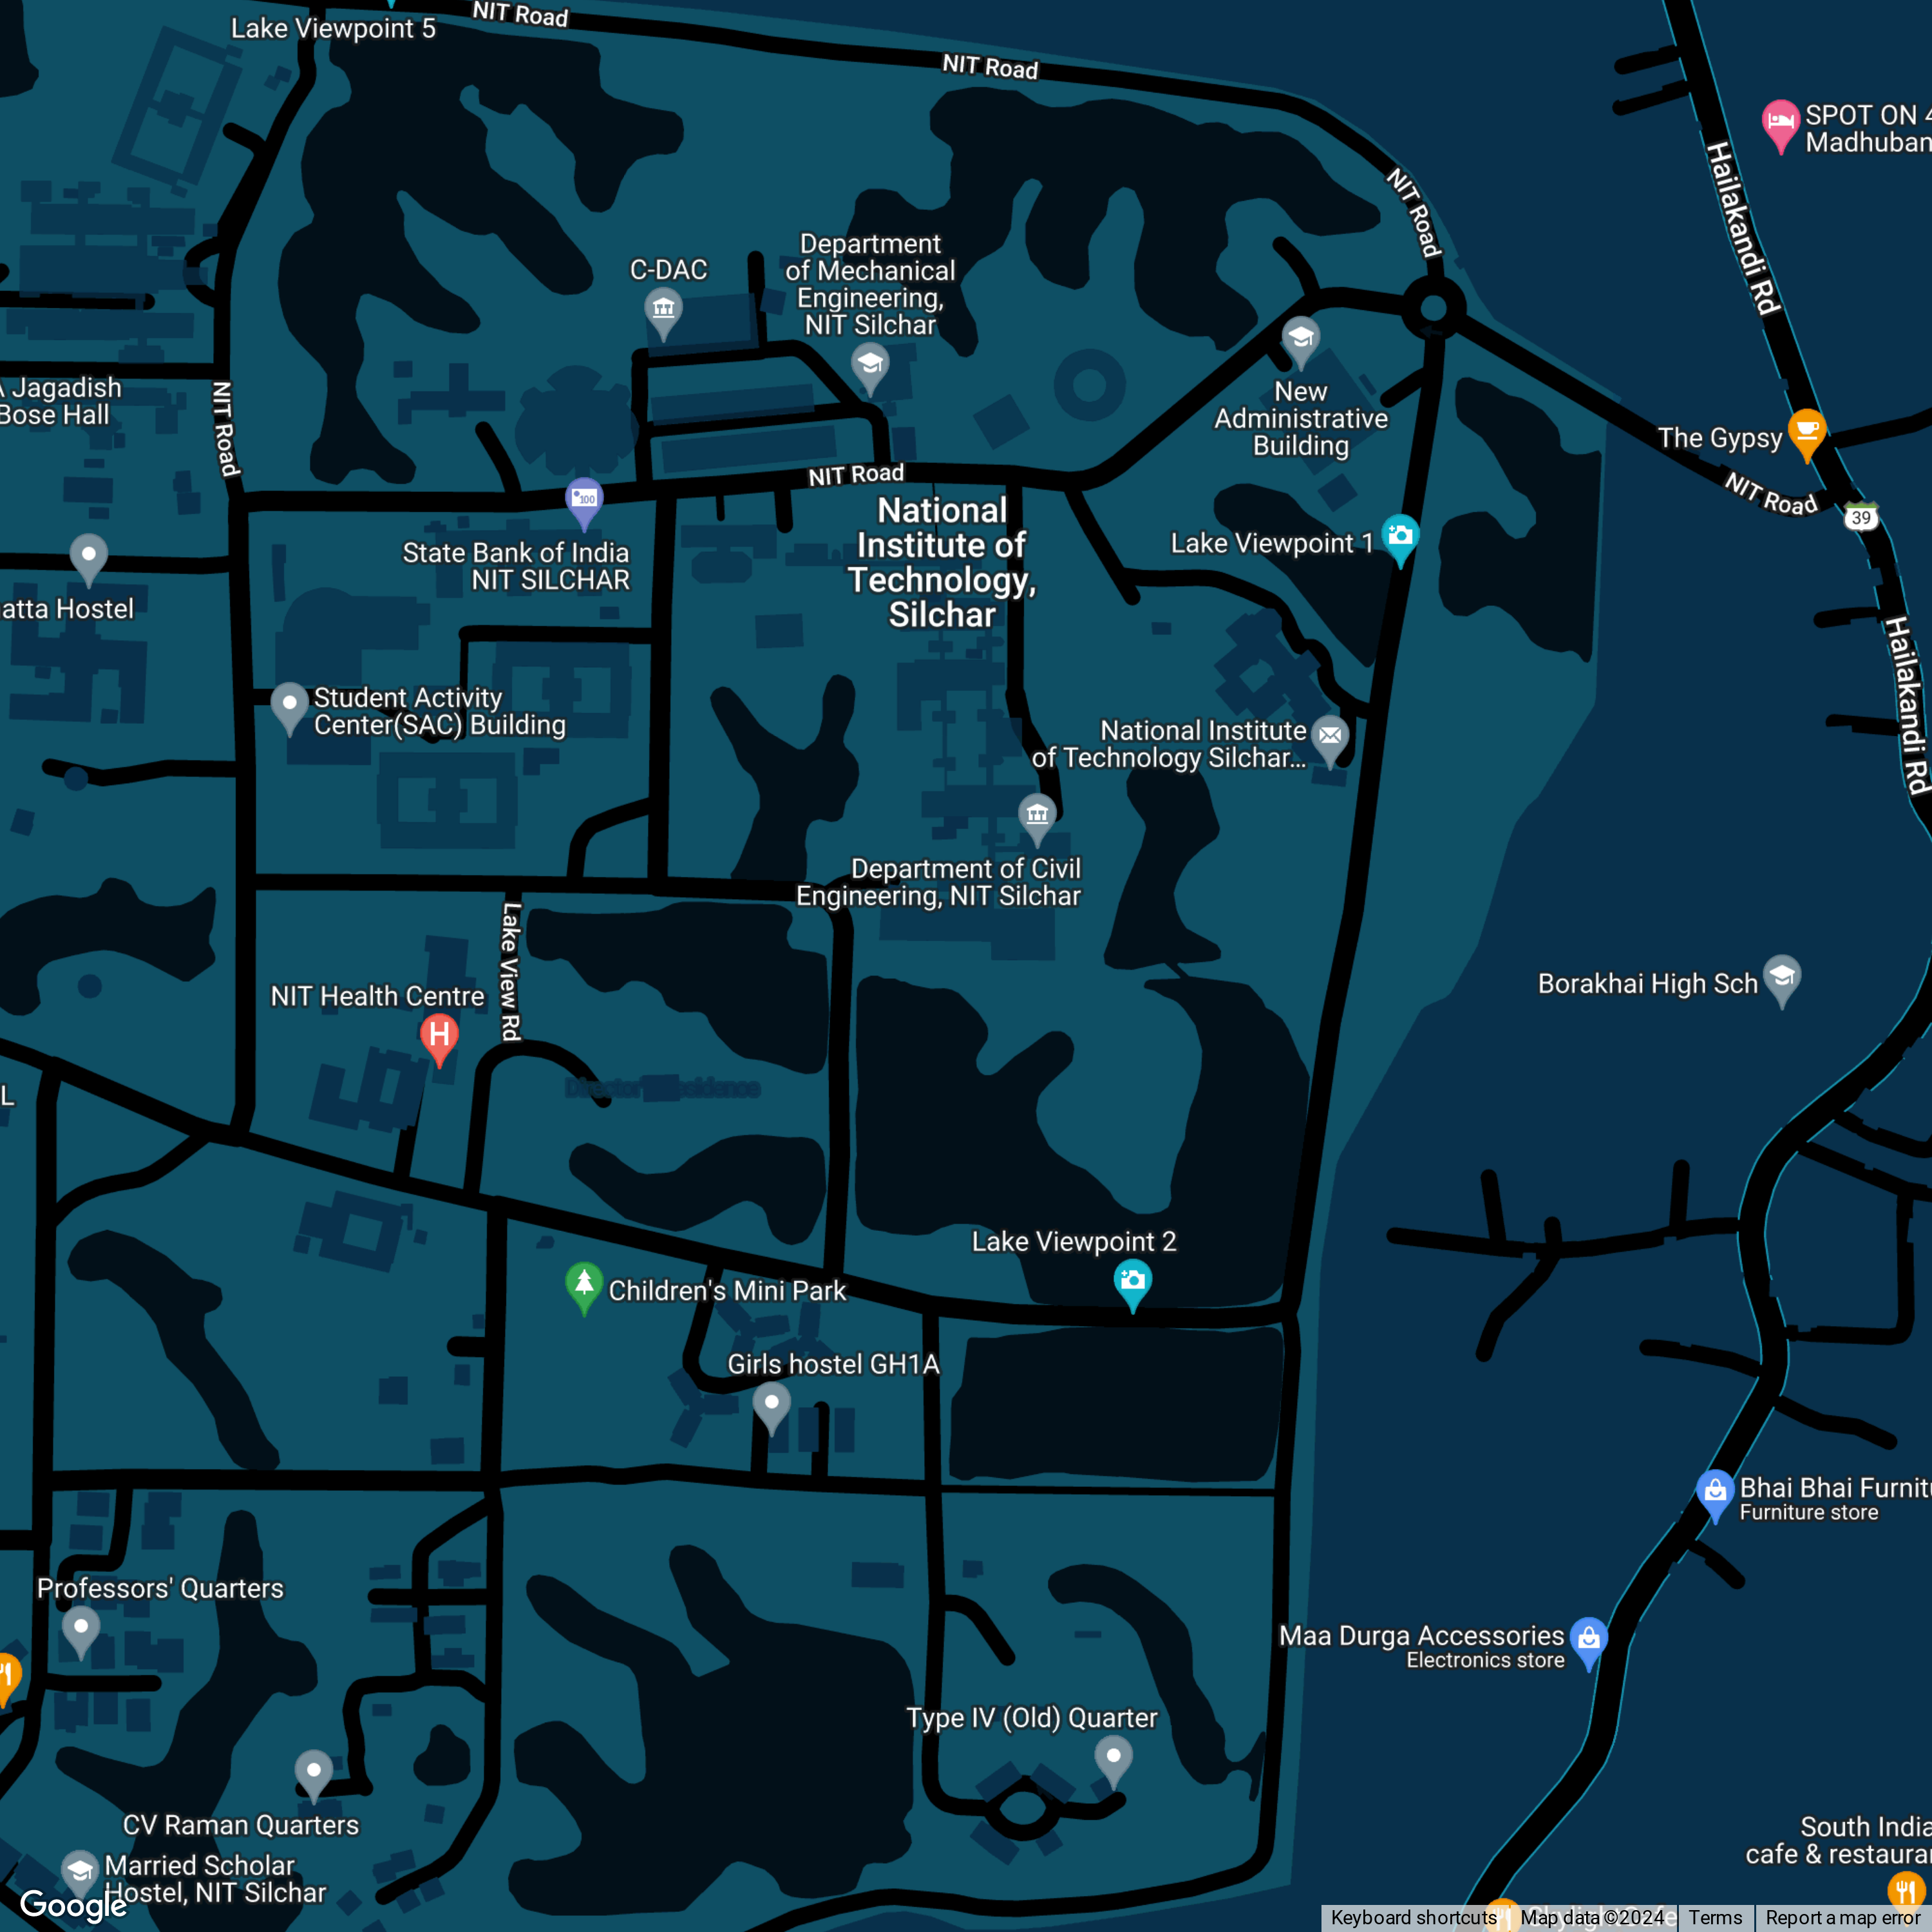 Lake Viewpoint 5
NIT Road
NIT Road
SPOT ON 4
Madhuban
Hailakandi Rd
NIT Road
C-DAC
Department
of Mechanical
Engineering,
NIT Silchar
A Jagadish
Bose Hall
NIT Road
New
Administrative
Building
The Gypsy
NIT Road
NIT Road
39
100
State Bank of India
NIT SILCHAR
National
Institute of
Technology,
Silchar
Lake Viewpoint 1
atta Hostel
Hailakandi Rd
Student Activity
Center(SAC) Building
National Institute
of Technology Silchar...
Department of Civil
Engineering, NIT Silchar
Lake View Rd
NIT Health Centre
H
Borakhai High Sch
L
Lake Viewpoint 2
Children's Mini Park
Girls hostel GH1A
Bhai Bhai Furnit
Furniture store
Professors' Quarters
Maa Durga Accessories
Electronics store
Type IV (Old) Quarter
CV Raman Quarters
South India
cafe & restaura
Married Scholar
Hostel, NIT Silchar
Google
Keyboard shortcuts
Map data ©2024
Terms
Report a map error